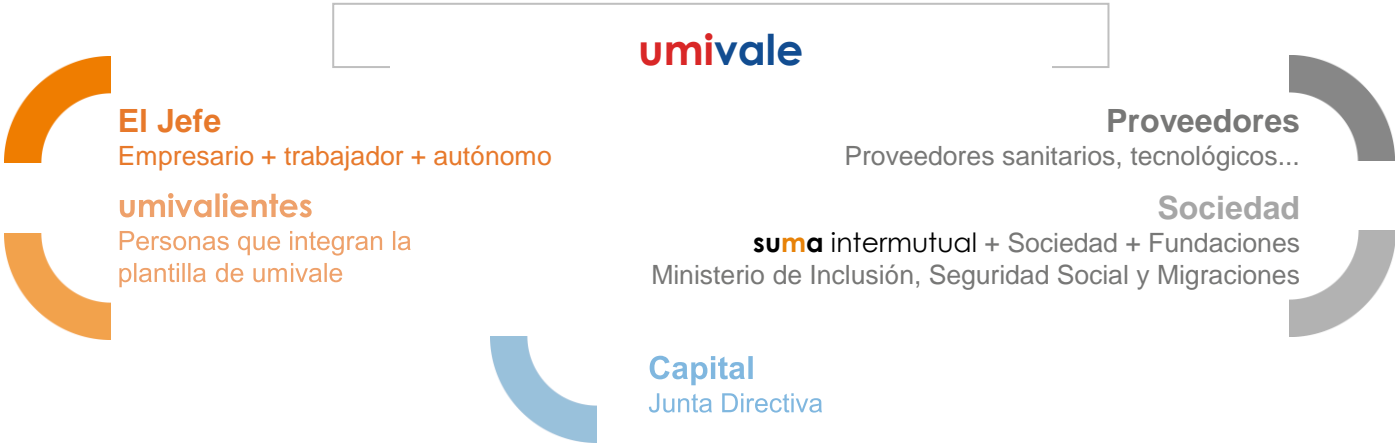 umivale
El Jefe
Empresario + trabajador + autónomo
umivalientes
Personas que integran la
plantilla de umivale
Proveedores
Proveedores sanitarios, tecnológicos...
Sociedad
suma intermutual + Sociedad + Fundaciones
Ministerio de Inclusión, Seguridad Social y Migraciones
Capital
Junta Directiva